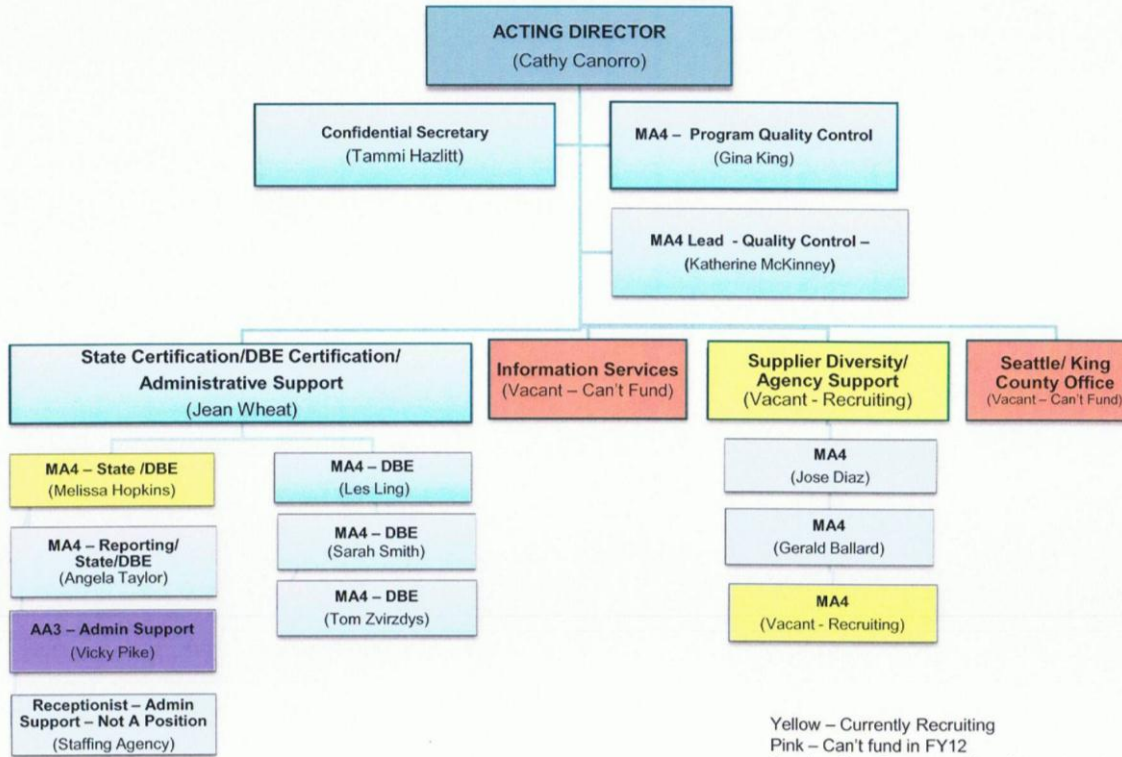 ACTING DIRECTOR
(Cathy Canorro)
Confidential Secretary
(Tammi Hazlitt)
MA4 – Program Quality Control
(Gina King)
MA4 Lead - Quality Control –
(Katherine McKinney)
State Certification/DBE Certification/
Administrative Support
(Jean Wheat)
Information Services
(Vacant – Can't Fund)
Supplier Diversity/
Agency Support
(Vacant - Recruiting)
Seattle/ King
County Office
(Vacant – Can't Fund)
MA4 – State /DBE
(Melissa Hopkins)
MA4 – Reporting/
State/DBE
(Angela Taylor)
AA3 – Admin Support
(Vicky Pike)
Receptionist – Admin
Support – Not A Position
(Staffing Agency)
MA4 – DBE
(Les Ling)
MA4 – DBE
(Sarah Smith)
MA4 – DBE
(Tom Zvirzdys)
MA4
(Jose Diaz)
MA4
(Gerald Ballard)
MA4
(Vacant - Recruiting)
Yellow – Currently Recruiting
Pink – Can't fund in FY12